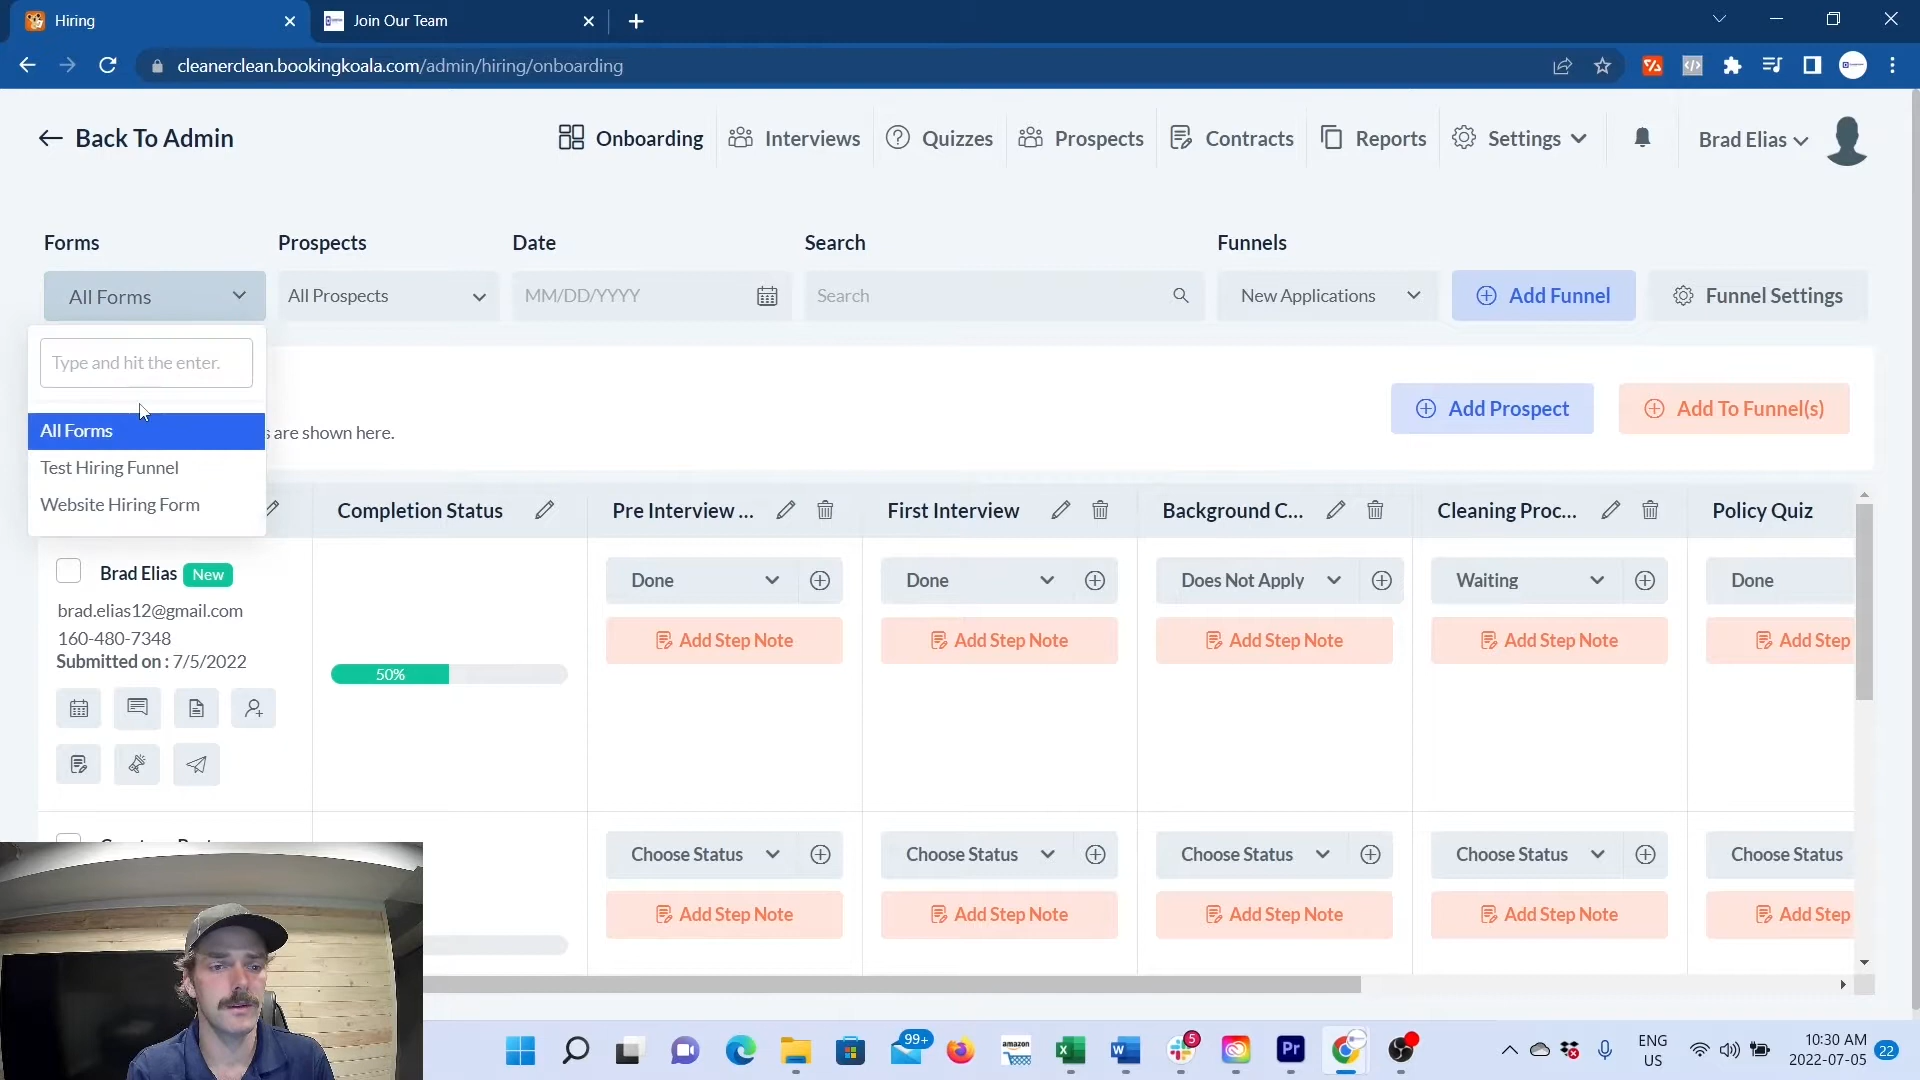 Hiring
Join Our Team
cleanerclean.bookingkoala.com/admin/hiring/onboarding
Back To Admin
Onboarding
Interviews
Quizzes
Prospects
Contracts
Reports
Settings
Brad Elias
Forms
Prospects
Date
Search
Funnels
All Forms
All Prospects
MM/DD/YYYY
Search
New Applications
Add Funnel
Funnel Settings
Type and hit the enter.
All Forms
Test Hiring Funnel
Website Hiring Form
s are shown here.
Add Prospect
Add To Funnel(s)
Completion Status
Pre Interview ...
First Interview
Background C...
Cleaning Proc...
Policy Quiz
Brad Elias New
brad.elias12@gmail.com
160-480-7348
Submitted on : 7/5/2022
50%
Done
Done
Does Not Apply
Waiting
Done
Add Step Note
Add Step Note
Add Step Note
Add Step Note
Add Step
Choose Status
Choose Status
Choose Status
Choose Status
Choose Status
Add Step Note
Add Step Note
Add Step Note
Add Step Note
Add Step
99+
amazon
5
Pr
ENG
US
10:30 AM
2022-07-05
22